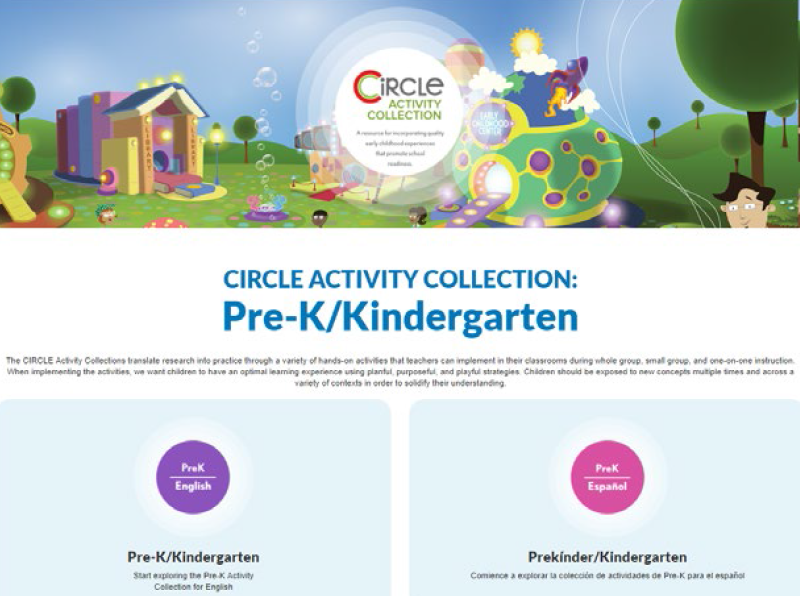 LIBRARY
LIBRARY
CIRCLE
ACTIVITY
COLLECTION
A resource for incorporating quality
early childhood experiences
that promote school
readiness.
EARLY
CHILDHOOD
CENTER
CIRCLE ACTIVITY COLLECTION:
Pre-K/Kindergarten
The CIRCLE Activity Collections translate research into practice through a variety of hands-on activities that teachers can implement in their classrooms during whole group, small group, and one-on-one instruction.
When implementing the activities, we want children to have an optimal learning experience using planful, purposeful, and playful strategies. Children should be exposed to new concepts multiple times and across a
variety of contexts in order to solidify their understanding.
PreK
English
Pre-K/Kindergarten
Start exploring the Pre-K Activity
Collection for English
PreK
Español
Prekínder/Kindergarten
Comience a explorar la colección de actividades de Pre-K para el español